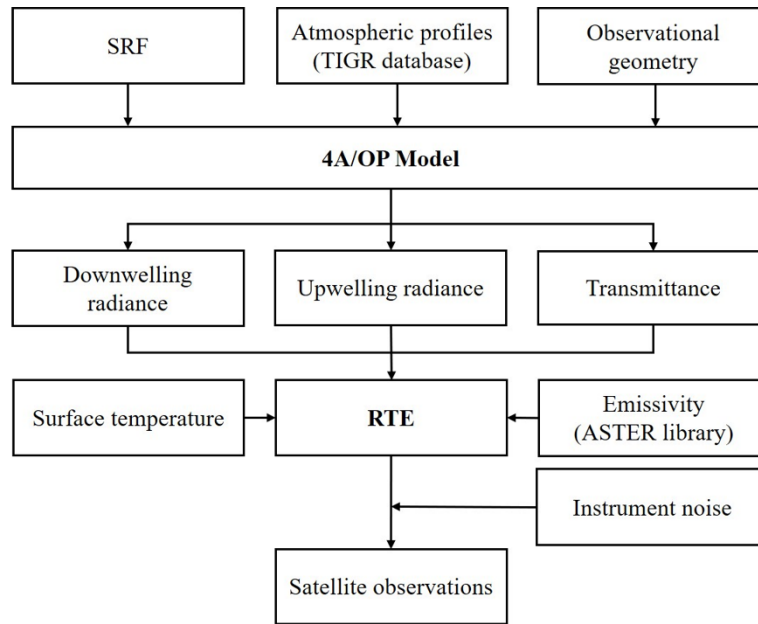 SRF
Atmospheric profiles
(TIGR database)
Observational
geometry
4A/OP Model
Downwelling
radiance
Upwelling radiance
Transmittance
Surface temperature
RTE
Emissivity
(ASTER library)
Instrument noise
Satellite observations